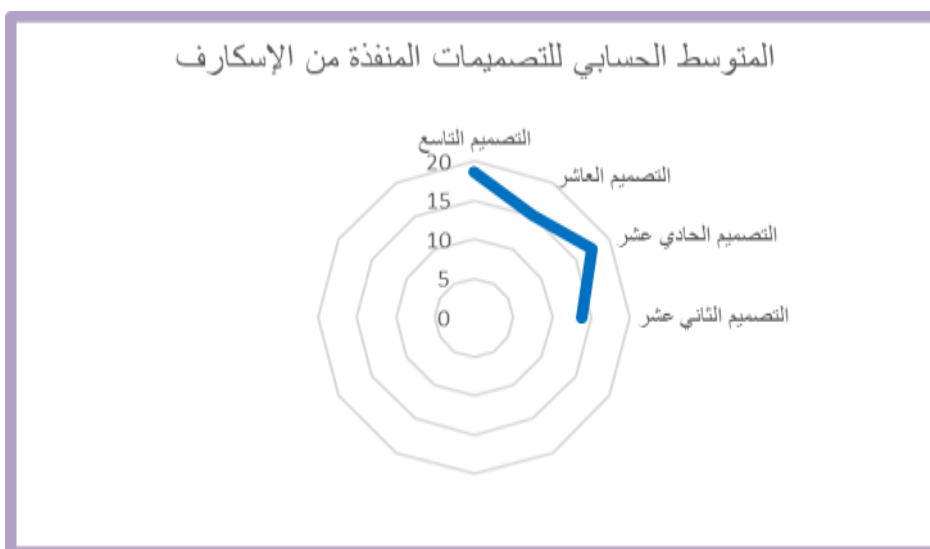 المتوسط الحسابي للتصميمات المنفذة من الإسكارف
التصميم التاسع
20
التصميم العاشر
15
التصميم الحادي عشر
10
5
0
التصميم الثاني عشر